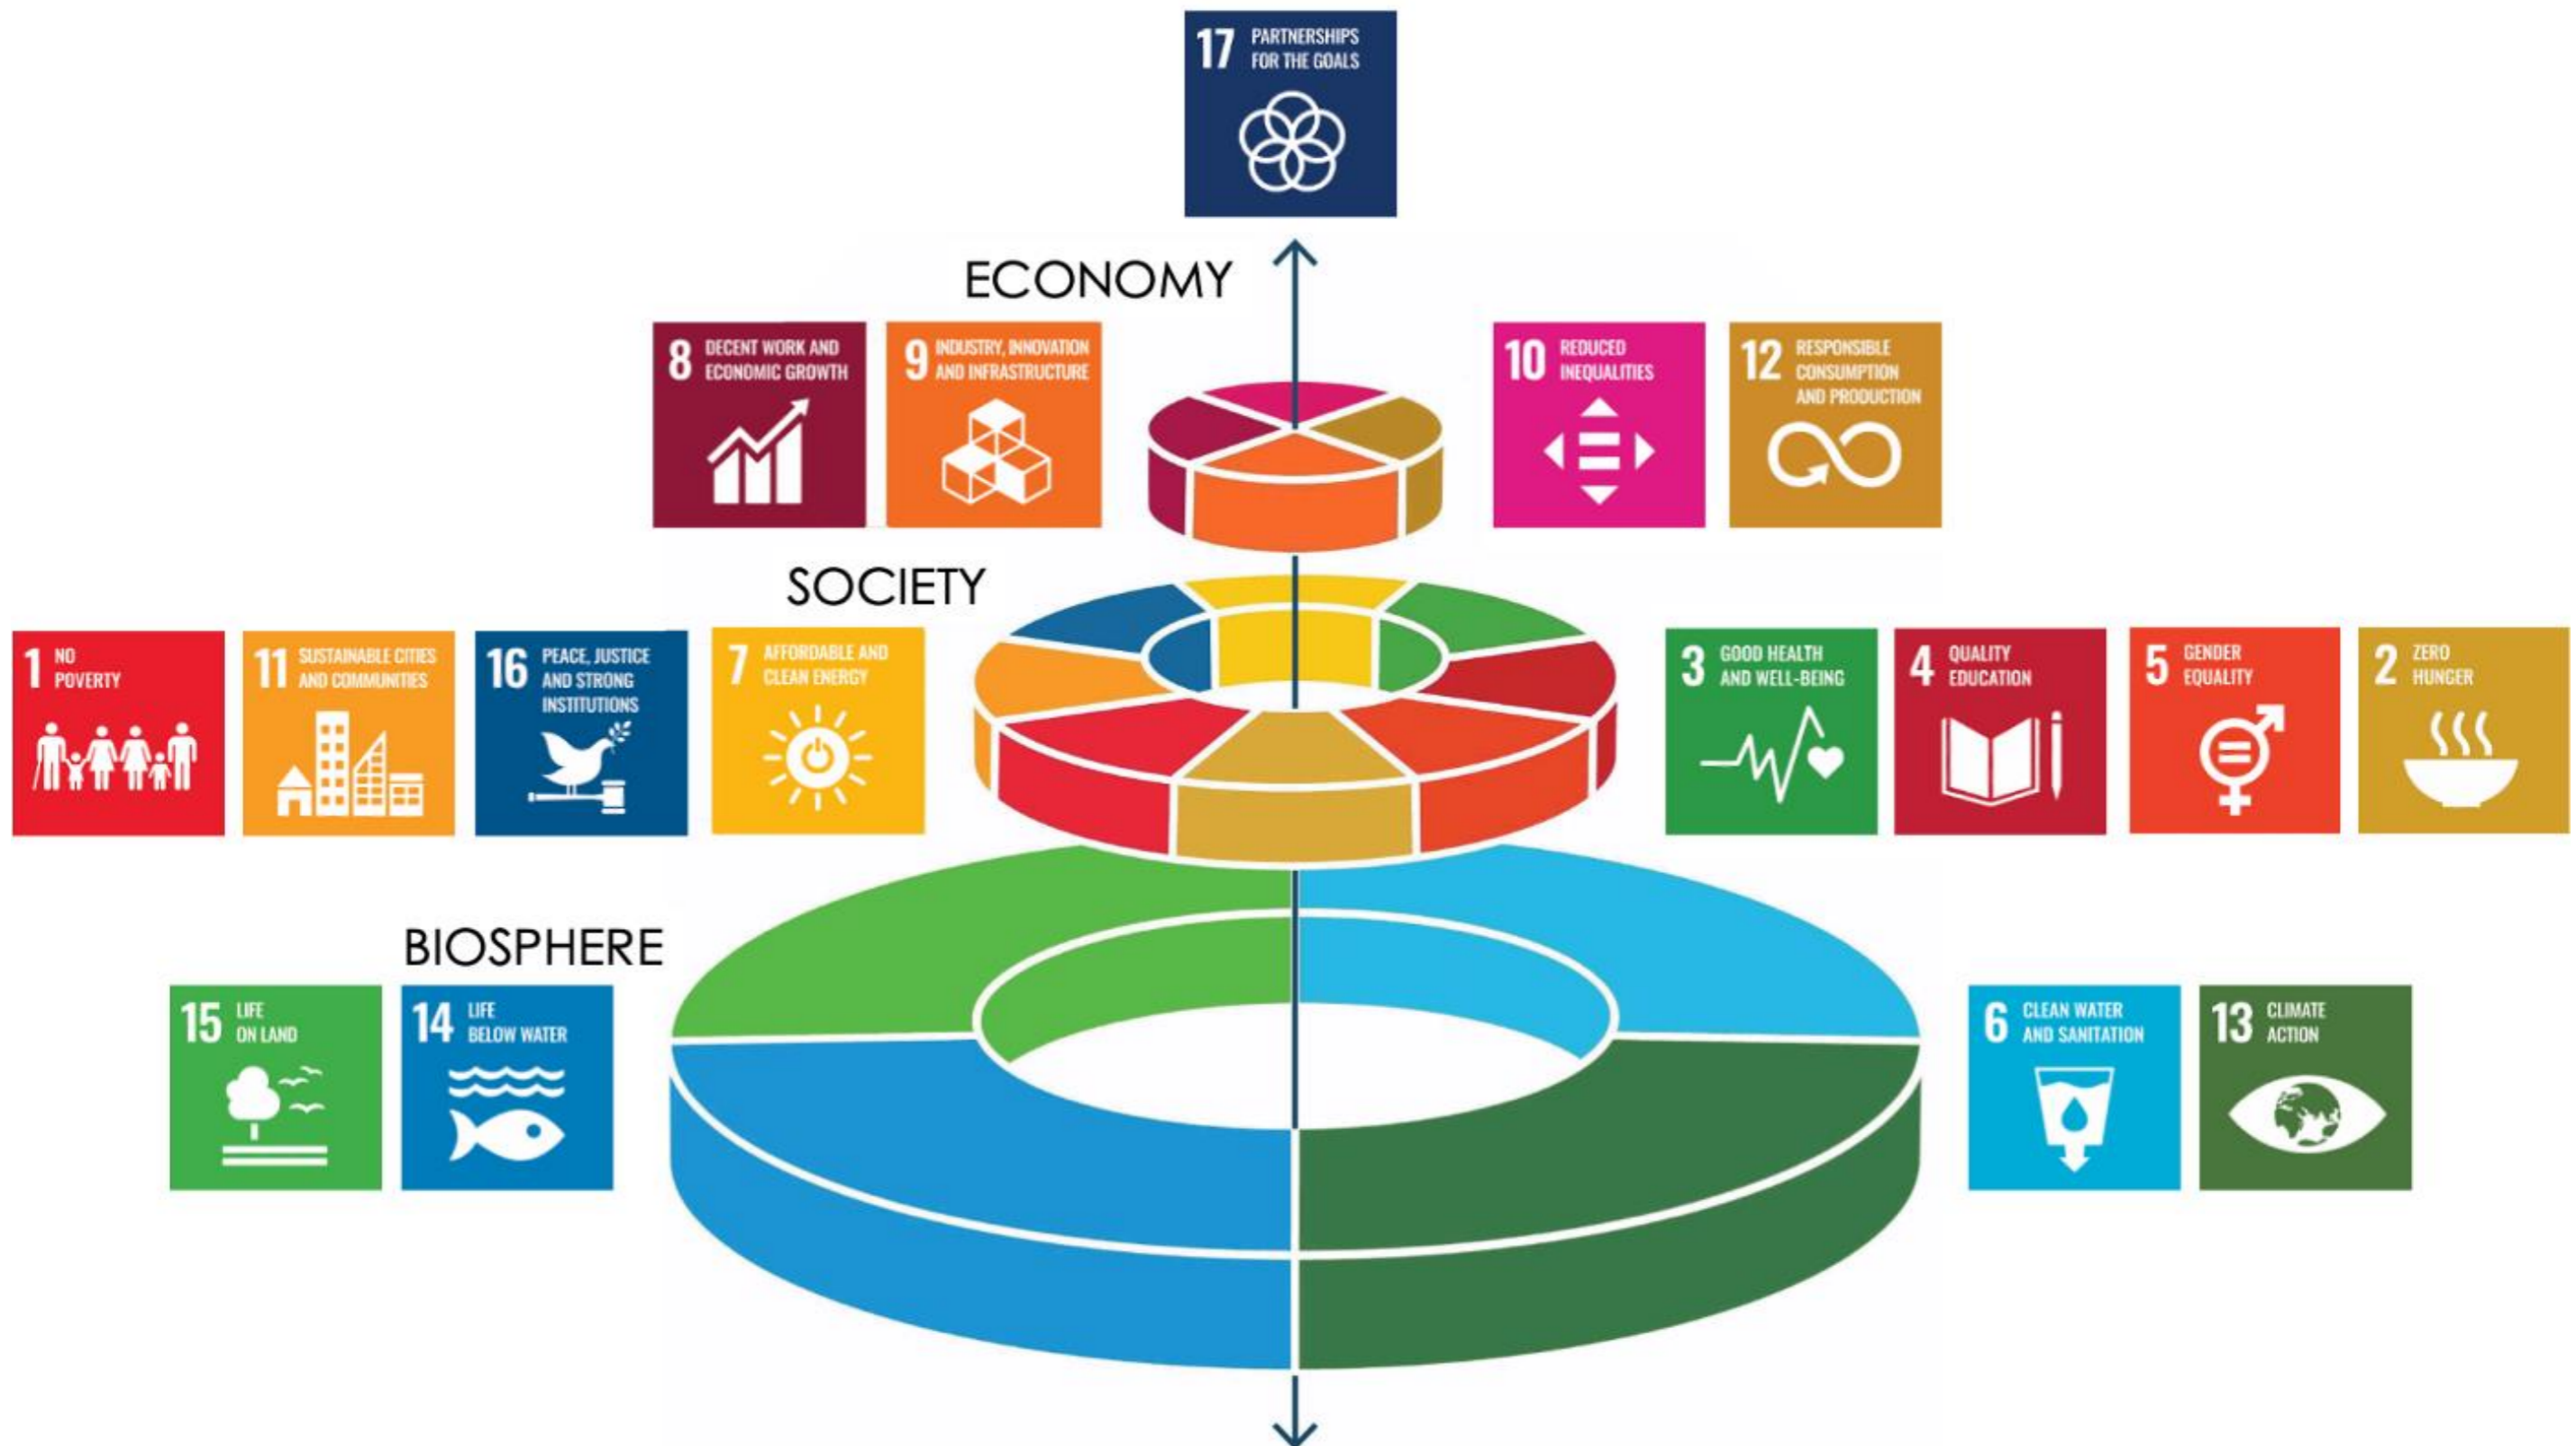 17 PARTNERSHIPS
FOR THE GOALS
ECONOMY
8 DECENT WORK AND
ECONOMIC GROWTH
9 INDUSTRY, INNOVATION
AND INFRASTRUCTURE
10 REDUCED
INEQUALITIES
12 RESPONSIBLE
CONSUMPTION
AND PRODUCTION
SOCIETY
1 NO
POVERTY
11 SUSTAINABLE CITIES
AND COMMUNITIES
16 PEACE, JUSTICE
AND STRONG
INSTITUTIONS
7 AFFORDABLE AND
CLEAN ENERGY
3 GOOD HEALTH
AND WELL-BEING
4 QUALITY
EDUCATION
5 GENDER
EQUALITY
2 ZERO
HUNGER
BIOSPHERE
15 LIFE
ON LAND
14 LIFE
BELOW WATER
6 CLEAN WATER
AND SANITATION
13 CLIMATE
ACTION